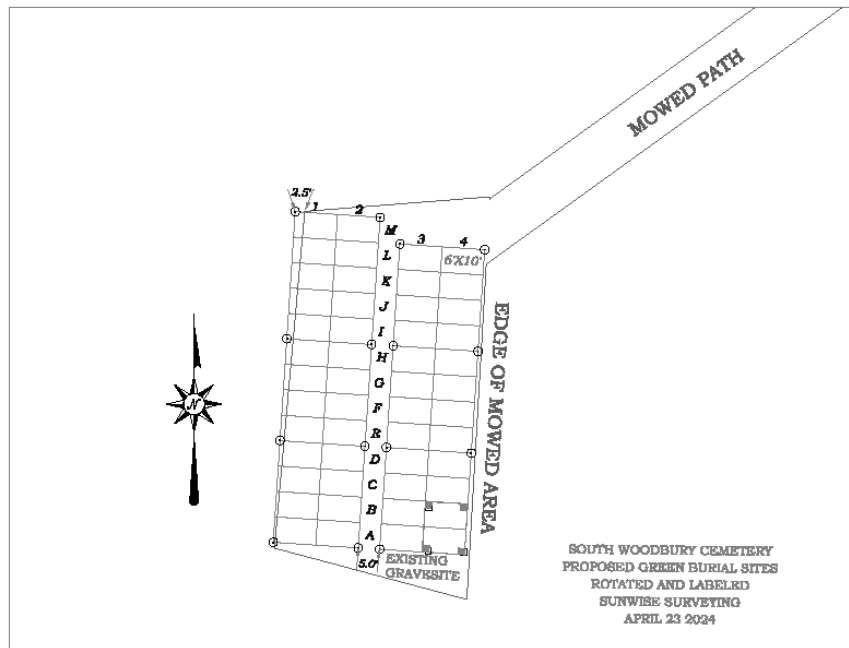 MOWED PATH
2.5'
1 2
M
3 4
L
6'X10'
K
J
I
H
G
F
R
D
C
B
A
EDGE OF MOWED AREA
N
5.0'
EXISTING
GRAVESITE
SOUTH WOODBURY CEMETERY
PROPOSED GREEN BURIAL SITES
ROTATED AND LABELED
SUNWISE SURVEYING
APRIL 23 2024